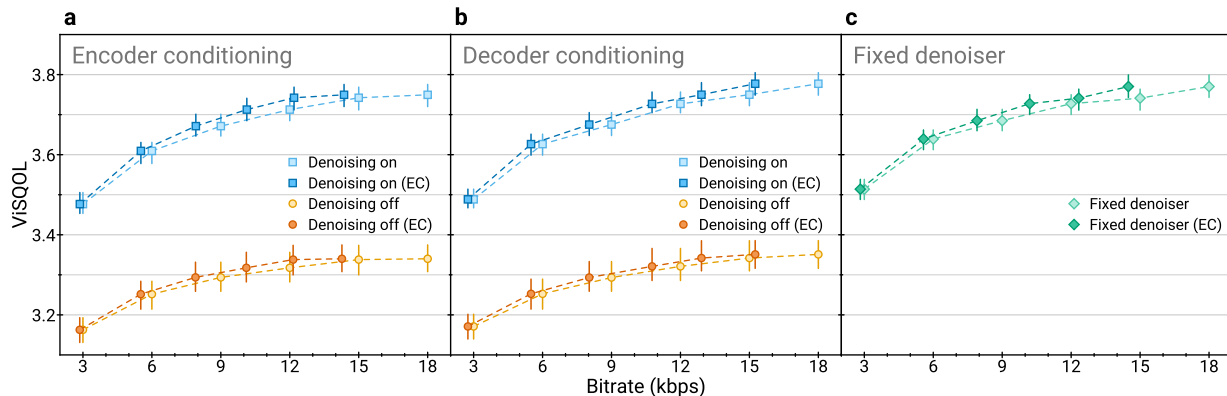 a
b
c
Encoder conditioning
Decoder conditioning
Fixed denoiser
ViSQOL
3.8
3.6
3.4
3.2
Denoising on
Denoising on (EC)
Denoising off
Denoising off (EC)
Denoising on
Denoising on (EC)
Denoising off
Denoising off (EC)
Fixed denoiser
Fixed denoiser (EC)
3 6 9 12 15 18
3 6 9 12 15 18
3 6 9 12 15 18
Bitrate (kbps)